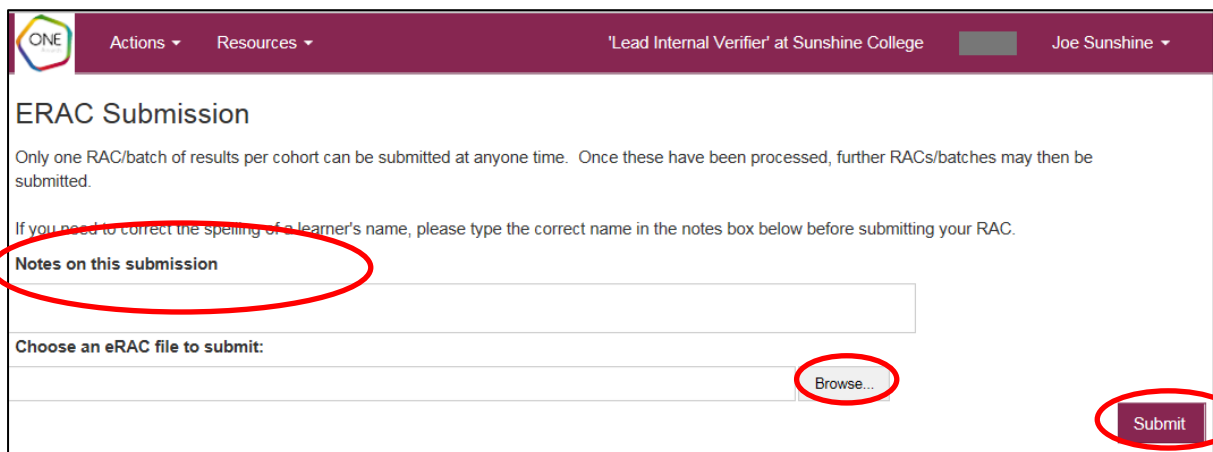 ONE
Actions Resources 'Lead Internal Verifier' at Sunshine College Joe Sunshine
ERAC Submission
Only one RAC/batch of results per cohort can be submitted at anyone time. Once these have been processed, further RACs/batches may then be
submitted.
If you need to correct the spelling of a learner's name, please type the correct name in the notes box below before submitting your RAC.
Notes on this submission
Choose an eRAC file to submit:
Browse...
Submit